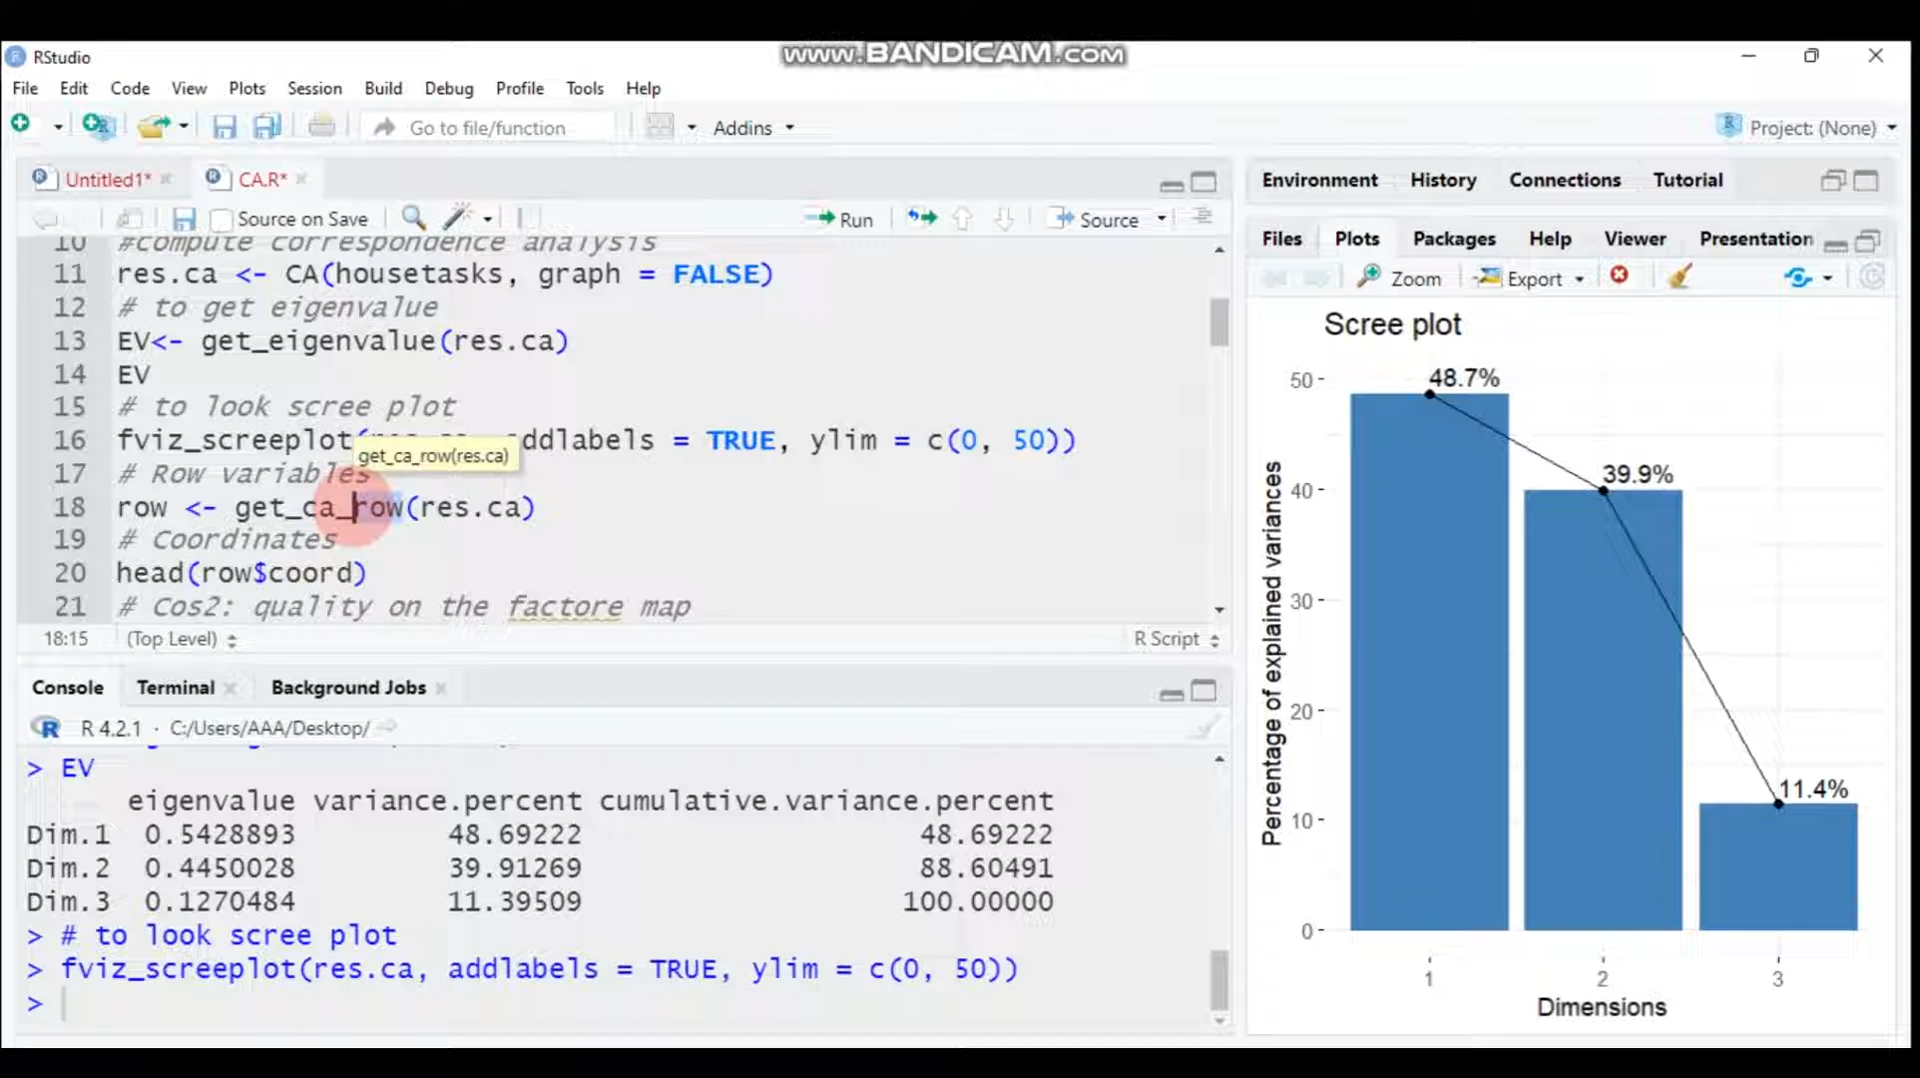 www.BANDICAM.com
RStudio
File Edit Code View Plots Session Build Debug Profile Tools Help
Go to file/function
Addins
Project: (None)
Untitled1*
CA.R*
Source on Save
Run
Source
10 #compute correspondence analysis
11 res.ca <- CA(housetasks, graph = FALSE)
12 # to get eigenvalue
13 EV<- get_eigenvalue(res.ca)
14 EV
15 # to look scree plot
16 fviz_screeplot( addlabels = TRUE, ylim = c(0, 50))
get_ca_row(res.ca)
17 # Row variables
18 row <- get_ca_row(res.ca)
19 # Coordinates
20 head(row$coord)
21 # Cos2: quality on the factore map
18:15 (Top Level) R Script
Console Terminal Background Jobs
R 4.2.1 · C:/Users/AAA/Desktop/
> EV
eigenvalue variance.percent cumulative.variance.percent
Dim.1 0.5428893 48.69222 48.69222
Dim.2 0.4450028 39.91269 88.60491
Dim.3 0.1270484 11.39509 100.00000
> # to look scree plot
> fviz_screeplot(res.ca, addlabels = TRUE, ylim = c(0, 50))
>
Environment History Connections Tutorial
Files Plots Packages Help Viewer Presentation
Zoom Export
Scree plot
Percentage of explained variances
50
40
30
20
10
0
48.7%
39.9%
11.4%
1 2 3
Dimensions